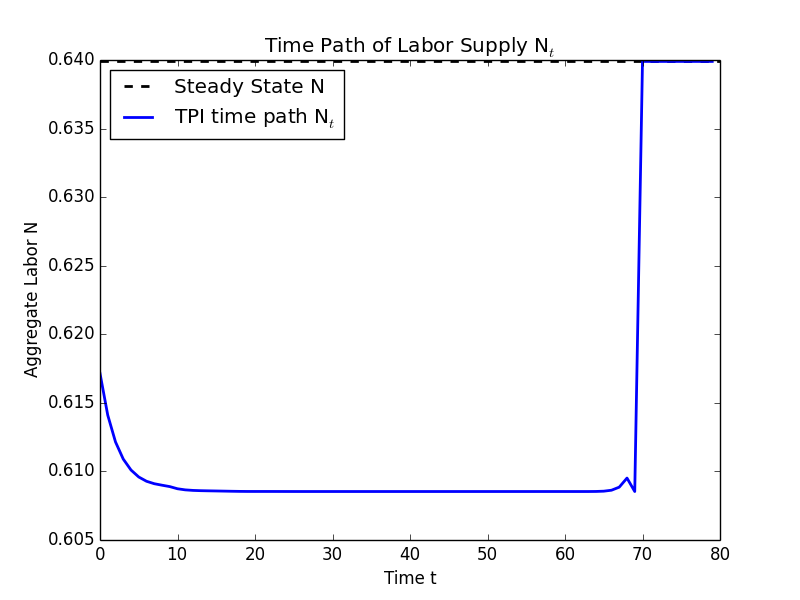 Time Path of Labor Supply Nₜ
0.640
0.635
0.630
0.625
0.620
0.615
0.610
0.605
Aggregate Labor N
Steady State N
TPI time path Nₜ
0 10 20 30 40 50 60 70 80
Time t